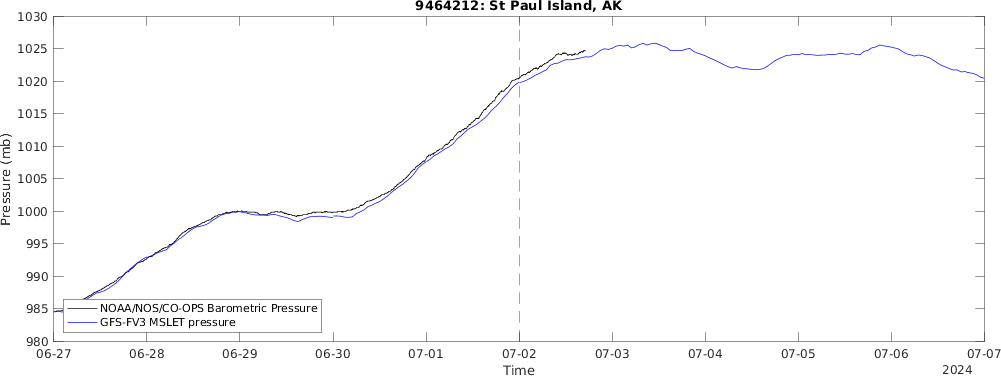 9464212: St Paul Island, AK
Pressure (mb)
1030
1025
1020
1015
1010
1005
1000
995
990
985
980
NOAA/NOS/CO-OPS Barometric Pressure
GFS-FV3 MSLET pressure
06-27 06-28 06-29 06-30 07-01 07-02 07-03 07-04 07-05 07-06 07-07
Time
2024